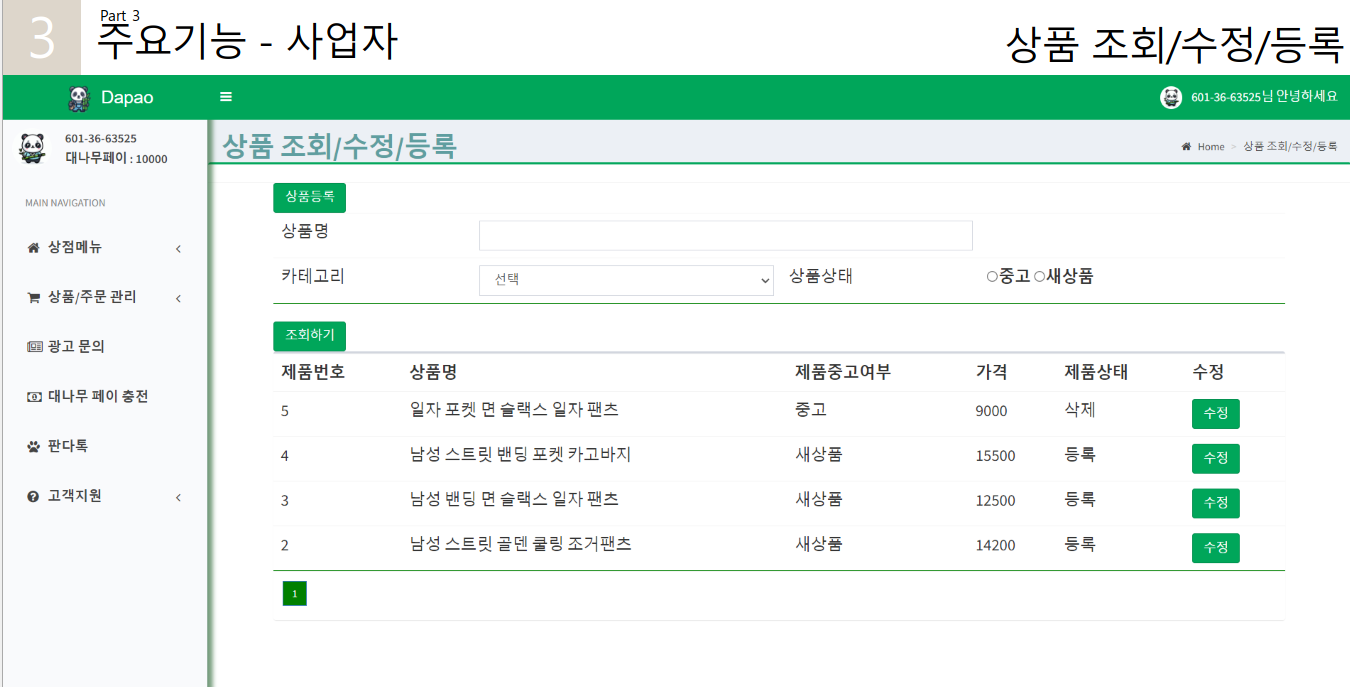 3
Part 3
주요기능 - 사업자
상품 조회/수정/등록
Dapao
601-36-63525님 안녕하세요
601-36-63525
대나무페이 : 10000
MAIN NAVIGATION
상점메뉴
상품/주문 관리
광고 문의
대나무 페이 충전
판다톡
고객지원
상품 조회/수정/등록
Home > 상품 조회/수정/등록
상품등록
상품명
카테고리 선택 상품상태 중고 새상품
조회하기
제품번호 상품명 제품중고여부 가격 제품상태 수정
5 일자 포켓 면 슬랙스 일자 팬츠 중고 9000 삭제 수정
4 남성 스트릿 밴딩 포켓 카고바지 새상품 15500 등록 수정
3 남성 밴딩 면 슬랙스 일자 팬츠 새상품 12500 등록 수정
2 남성 스트릿 골덴 쿨링 조거팬츠 새상품 14200 등록 수정
1